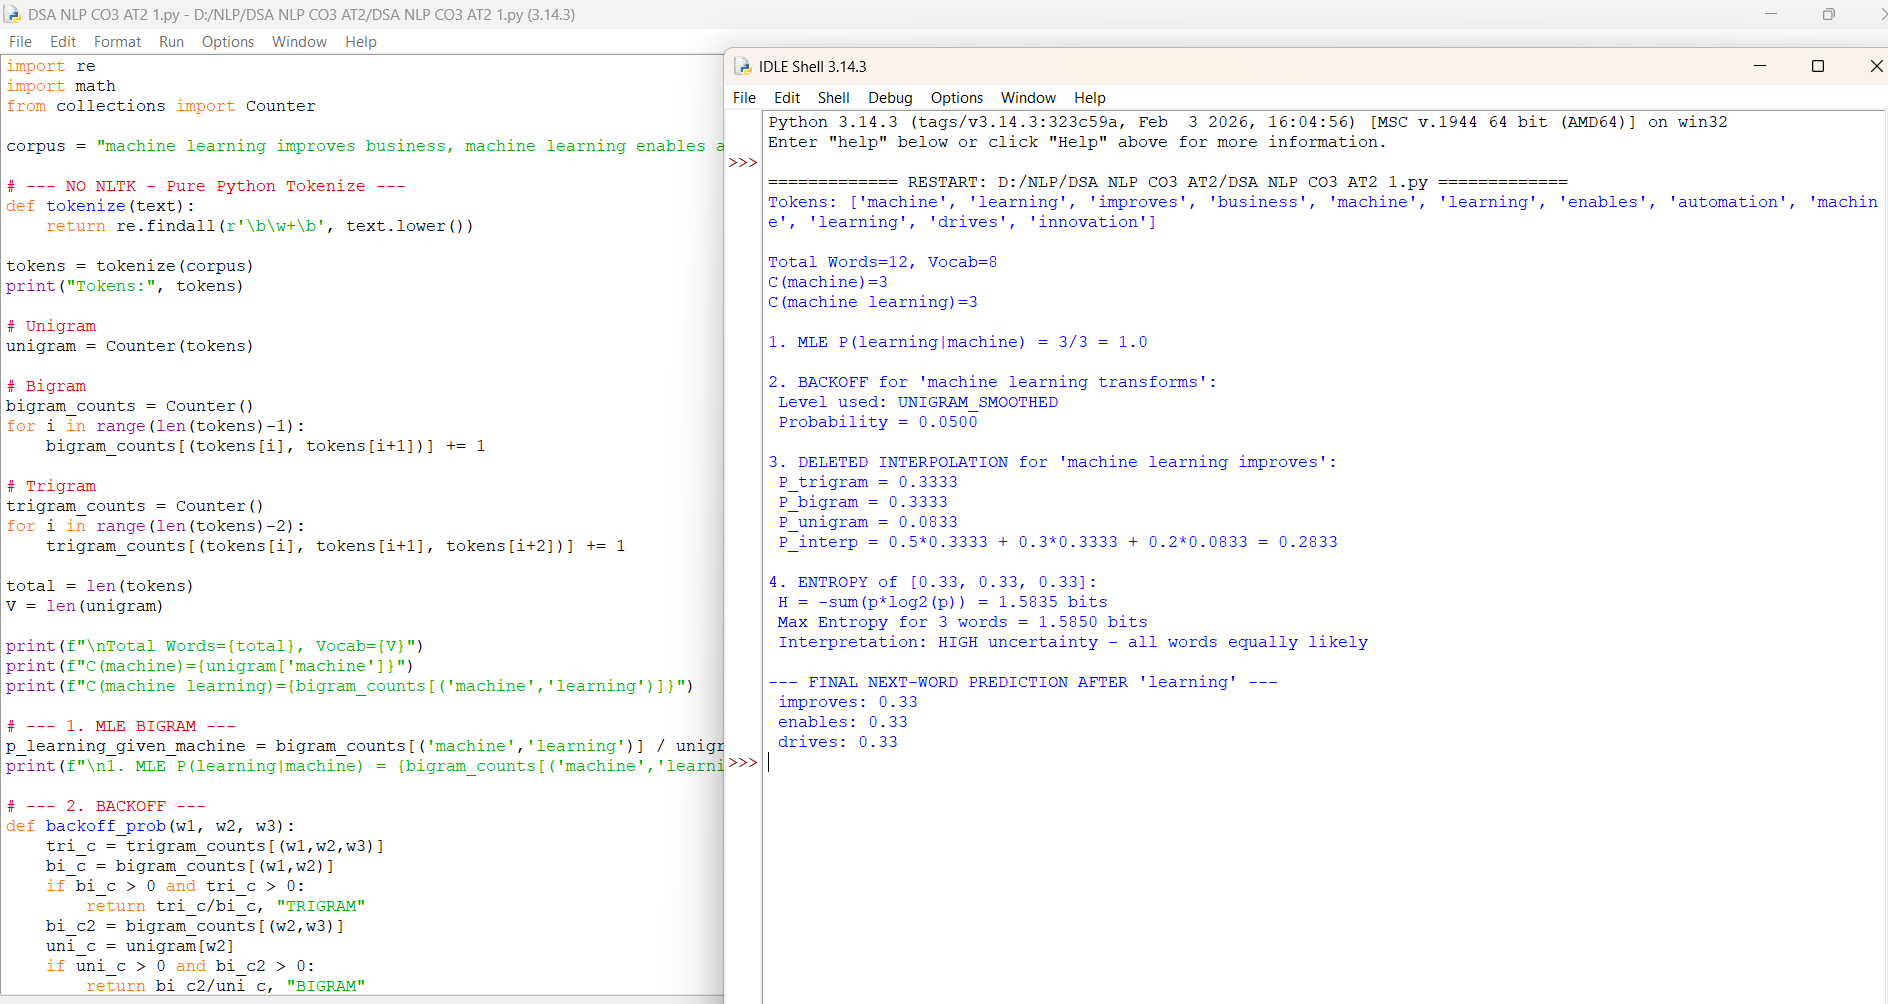 DSA NLP CO3 AT2 1.py - D:/NLP/DSA NLP CO3 AT2/DSA NLP CO3 AT2 1.py (3.14.3)
File Edit Format Run Options Window Help
import re
import math
from collections import Counter
corpus = "machine learning improves business, machine learning enables a
# --- NO NLTK - Pure Python Tokenize ---
def tokenize(text):
    return re.findall(r'\b\w+\b', text.lower())
tokens = tokenize(corpus)
print("Tokens:", tokens)
# Unigram
unigram = Counter(tokens)
# Bigram
bigram_counts = Counter()
for i in range(len(tokens)-1):
    bigram_counts[(tokens[i], tokens[i+1])] += 1
# Trigram
trigram_counts = Counter()
for i in range(len(tokens)-2):
    trigram_counts[(tokens[i], tokens[i+1], tokens[i+2])] += 1
total = len(tokens)
V = len(unigram)
print(f"\nTotal Words={total}, Vocab={V}")
print(f"C(machine)={unigram['machine']}")
print(f"C(machine learning)={bigram_counts[('machine','learning')]}")
# --- 1. MLE BIGRAM ---
p_learning_given_machine = bigram_counts[('machine','learning')] / unigr
print(f"\n1. MLE P(learning|machine) = {bigram_counts[('machine','learni
# --- 2. BACKOFF ---
def backoff_prob(w1, w2, w3):
    tri_c = trigram_counts[(w1,w2,w3)]
    bi_c = bigram_counts[(w1,w2)]
    if bi_c > 0 and tri_c > 0:
        return tri_c/bi_c, "TRIGRAM"
    bi_c2 = bigram_counts[(w2,w3)]
    uni_c = unigram[w2]
    if uni_c > 0 and bi_c2 > 0:
        return bi_c2/uni_c, "BIGRAM"
IDLE Shell 3.14.3
File Edit Shell Debug Options Window Help
Python 3.14.3 (tags/v3.14.3:323c59a, Feb  3 2026, 16:04:56) [MSC v.1944 64 bit (AMD64)] on win32
Enter "help" below or click "Help" above for more information.
>>>
============= RESTART: D:/NLP/DSA NLP CO3 AT2/DSA NLP CO3 AT2 1.py =============
Tokens: ['machine', 'learning', 'improves', 'business', 'machine', 'learning', 'enables', 'automation', 'machin
e', 'learning', 'drives', 'innovation']
Total Words=12, Vocab=8
C(machine)=3
C(machine learning)=3
1. MLE P(learning|machine) = 3/3 = 1.0
2. BACKOFF for 'machine learning transforms':
 Level used: UNIGRAM_SMOOTHED
 Probability = 0.0500
3. DELETED INTERPOLATION for 'machine learning improves':
 P_trigram = 0.3333
 P_bigram = 0.3333
 P_unigram = 0.0833
 P_interp = 0.5*0.3333 + 0.3*0.3333 + 0.2*0.0833 = 0.2833
4. ENTROPY of [0.33, 0.33, 0.33]:
 H = -sum(p*log2(p)) = 1.5835 bits
 Max Entropy for 3 words = 1.5850 bits
 Interpretation: HIGH uncertainty - all words equally likely
--- FINAL NEXT-WORD PREDICTION AFTER 'learning' ---
 improves: 0.33
 enables: 0.33
 drives: 0.33
>>>